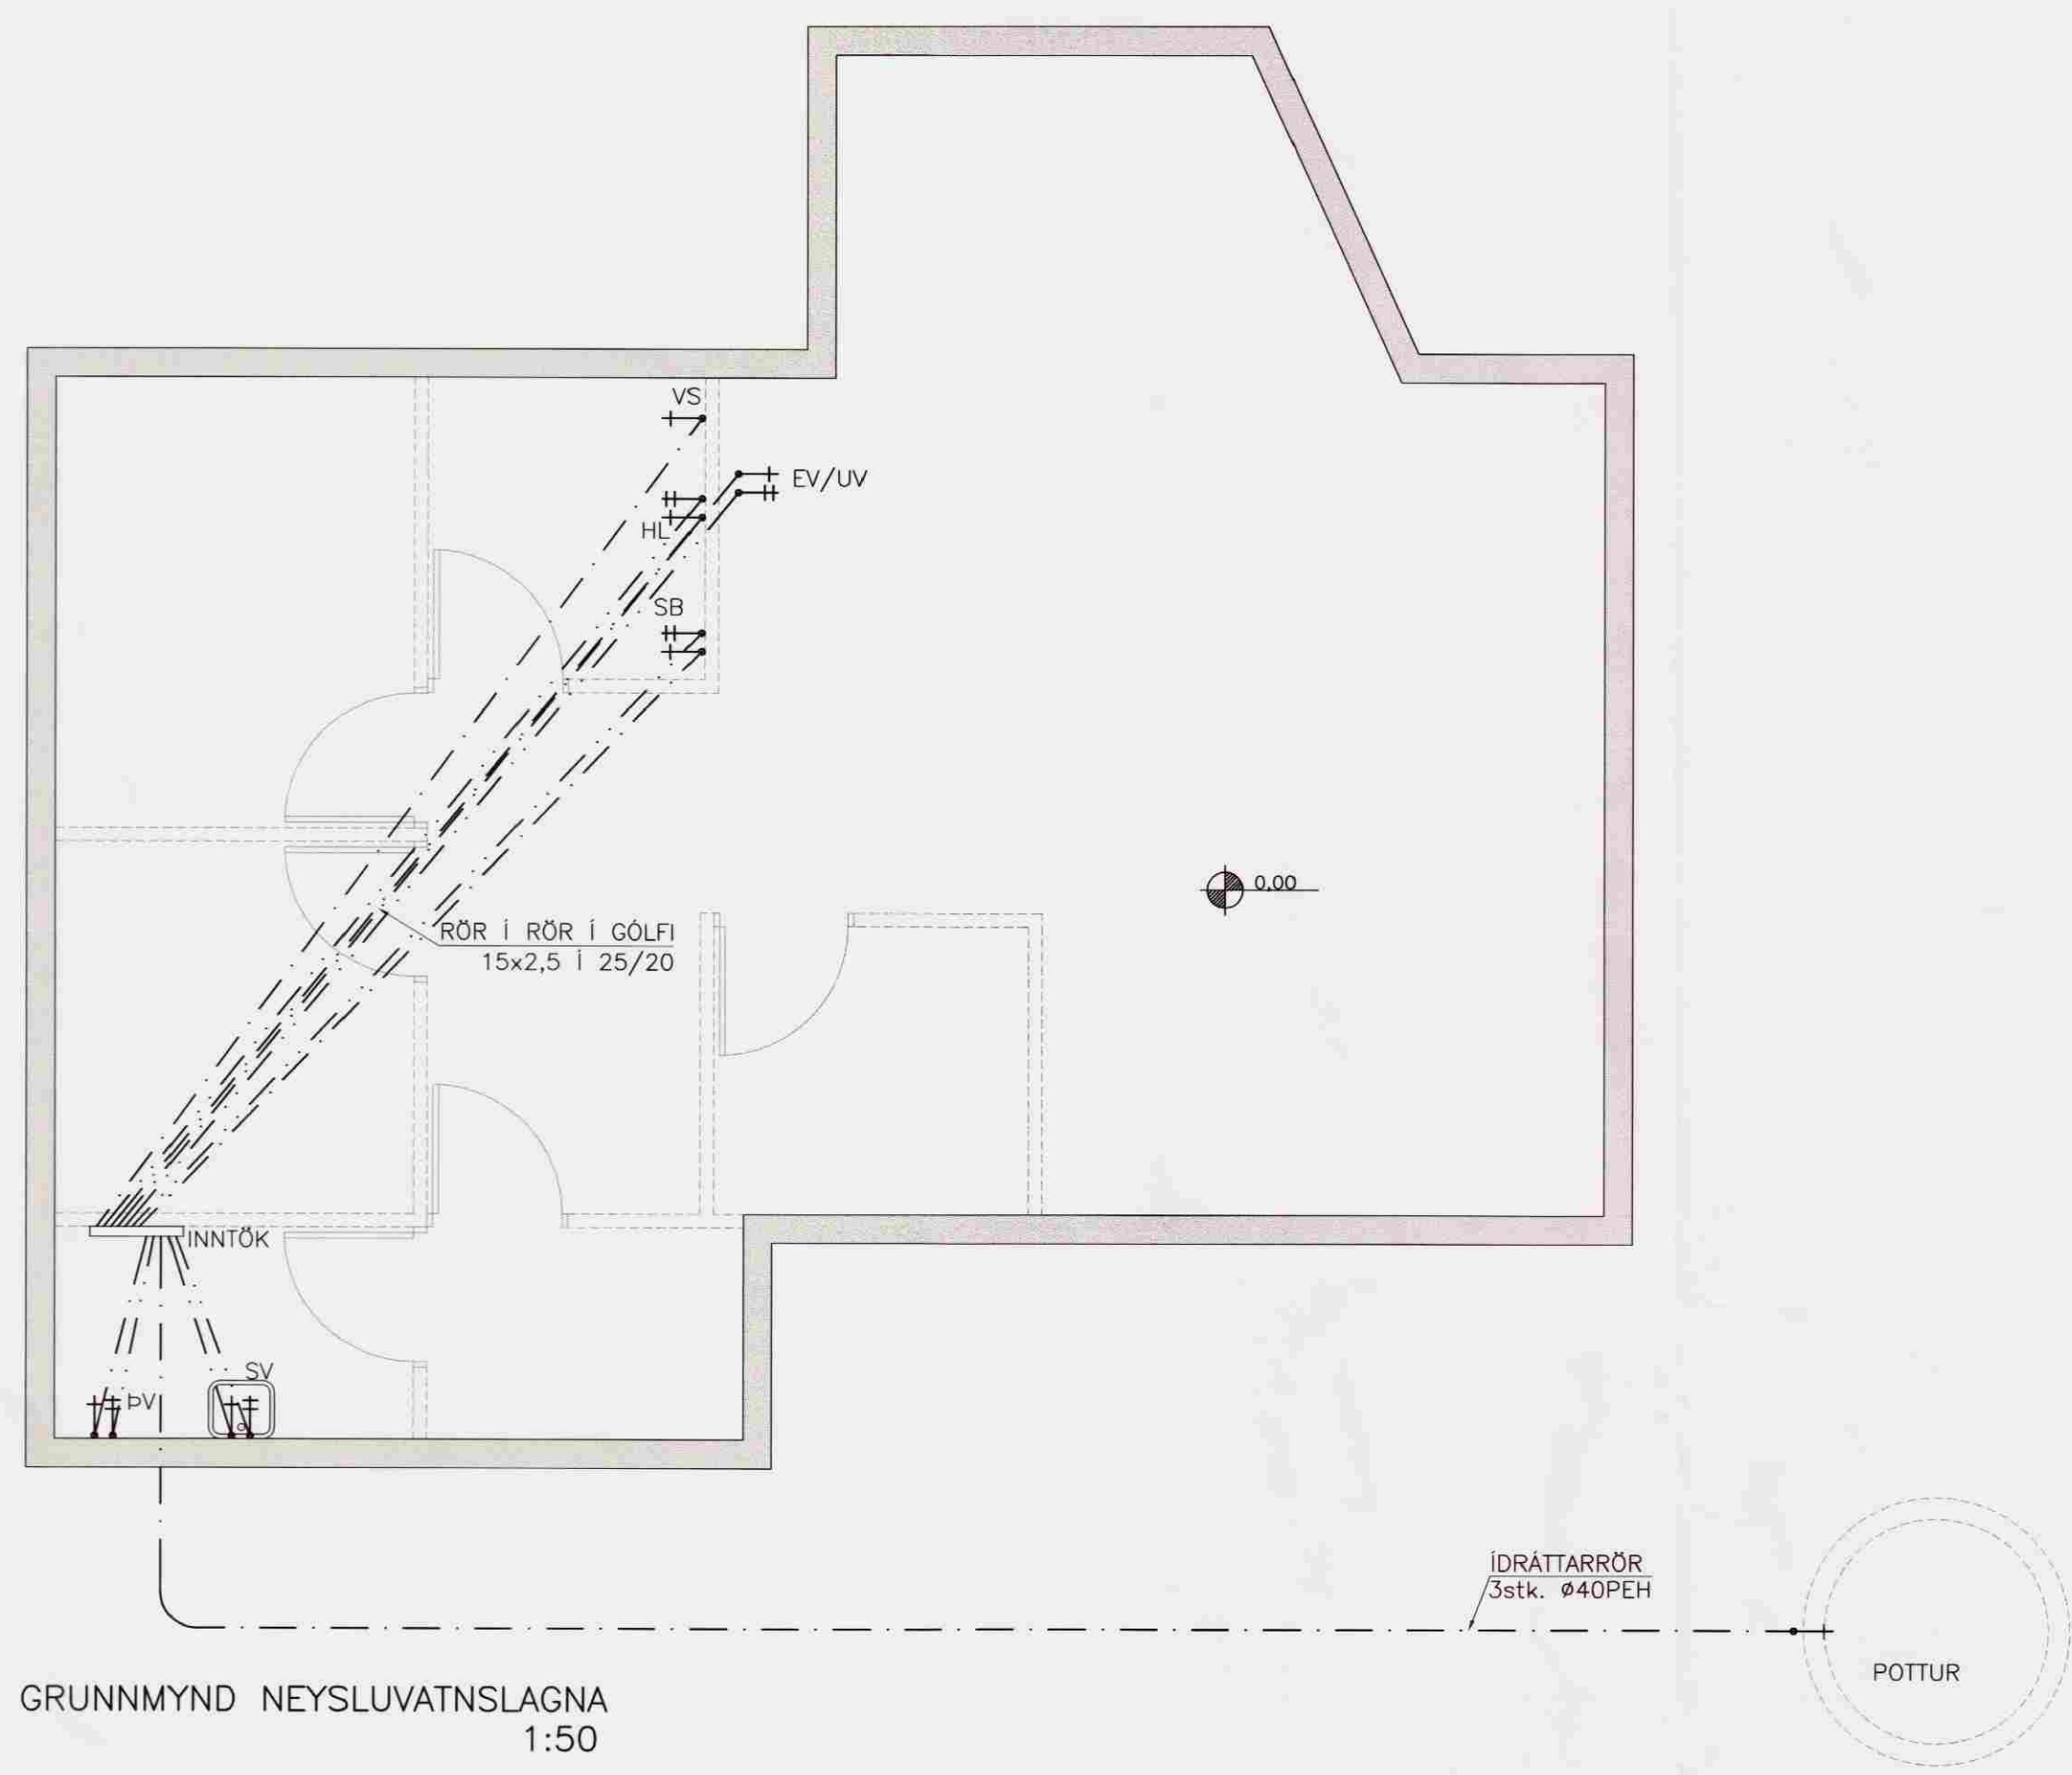 VS
EV/UV
HL
SB
0,00
RÖR Í RÖR Í GÓLFI
15x2,5 Í 25/20
INNTÖK
SV
ÞV
ÍDRÁTTARRÖR
3stk. Ø40PEH
POTTUR
GRUNNMYND NEYSLUVATNSLAGNA
1:50